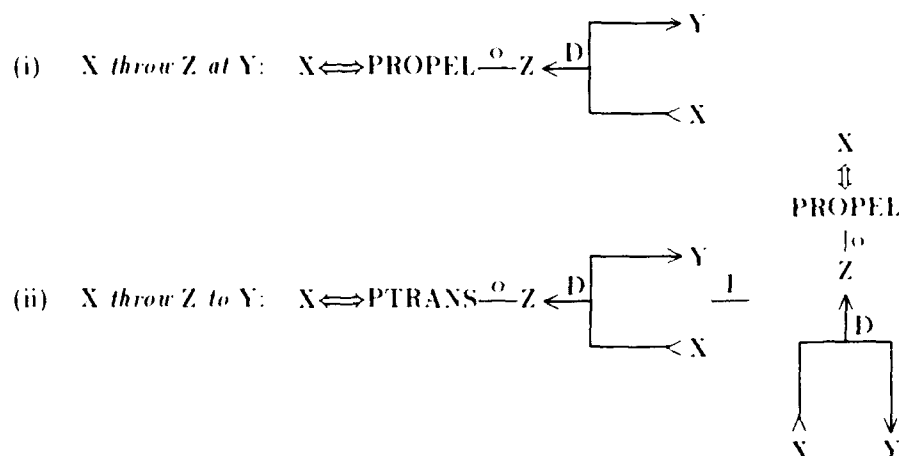 Y
(i) X throw Z at Y: X⇔PROPEL o Z D
X
X
PROPEL
o
Y
Z
(ii) X throw Z to Y: X⇔PTRANS o Z D I
X
D
X Y